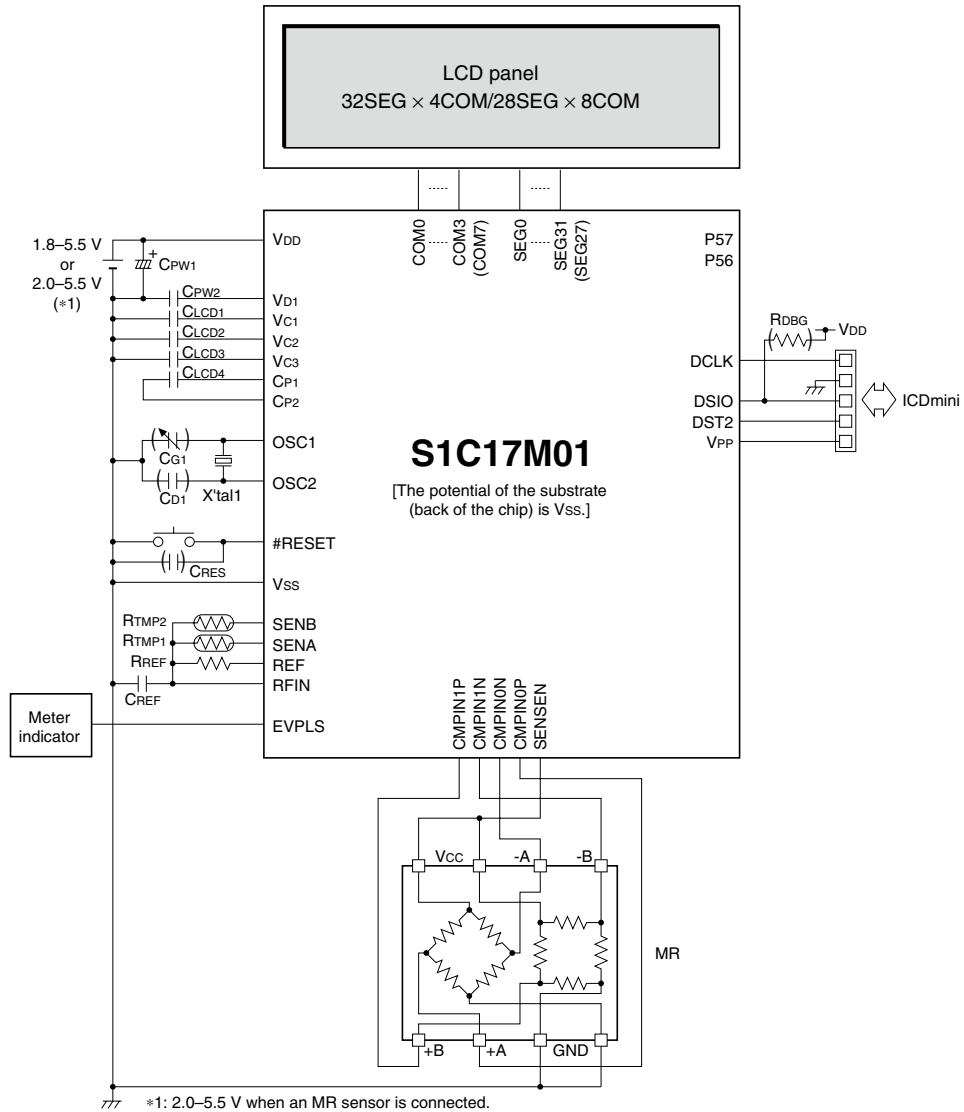 LCD panel
32SEG × 4COM/28SEG × 8COM
COM0
.....
COM3
(COM7)
SEG0
.....
SEG31
(SEG27)
1.8–5.5 V
or
2.0–5.5 V
(*1)
+
CPW1
CPW2
CLCD1
CLCD2
CLCD3
CLCD4
VDD
VD1
VC1
VC2
VC3
CP1
CP2
CG1
CD1
X'tal1
OSC1
OSC2
#RESET
CRES
VSS
RTMP2
RTMP1
RREF
CREF
SENB
SENA
REF
RFIN
EVPLS
Meter
indicator
S1C17M01
[The potential of the substrate
(back of the chip) is VSS.]
P57
P56
RDBG
VDD
DCLK
DSIO
DST2
VPP
ICDmini
CMPIN1P
CMPIN1N
CMPIN0N
CMPIN0P
SENSEN
VCC
-A
-B
MR
+B
+A
GND
*1: 2.0–5.5 V when an MR sensor is connected.